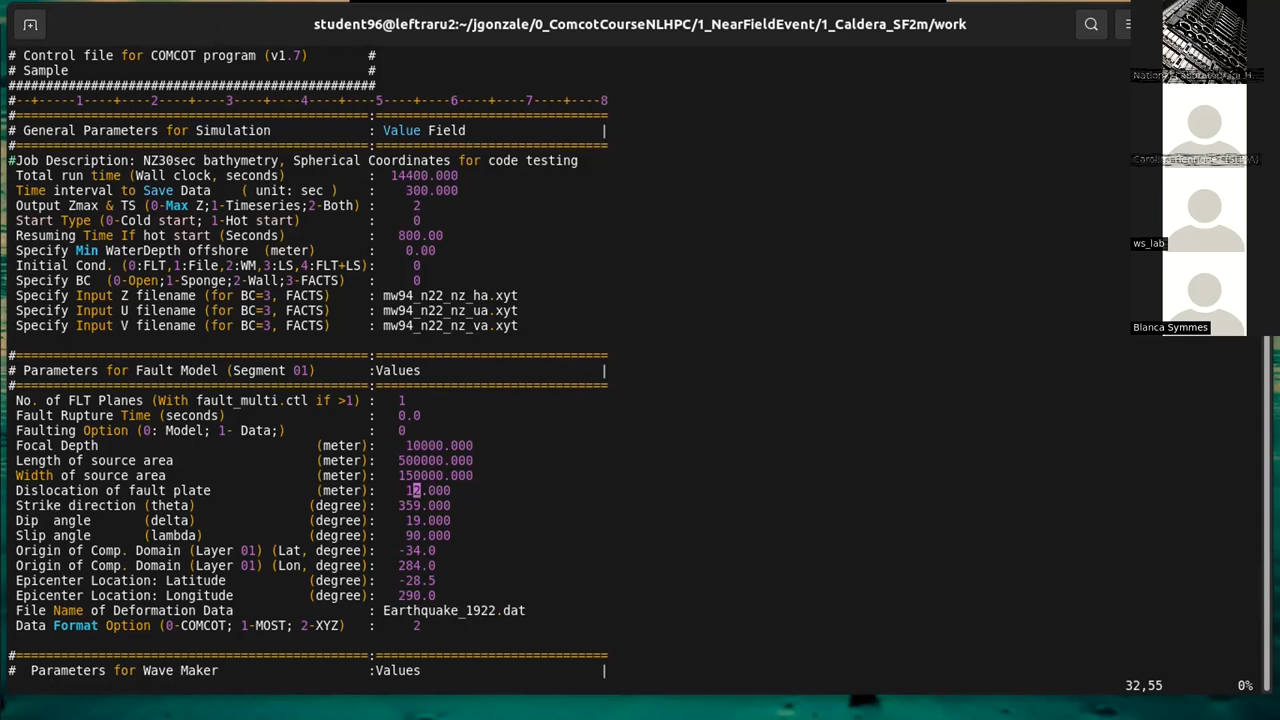 student96@leftraru2:~/jgonzale/0_ComcotCourseNLHPC/1_NearFieldEvent/1_Caldera_SF2m/work
# Control file for COMCOT program (v1.7)        #
# Sample                                        #
#################################################
#--+-----1----+----2----+----3----+----4----+----5----+----6----+----7----+----8
#===============================================:===============================
# General Parameters for Simulation             : Value Field                  |
#===============================================:===============================
#Job Description: NZ30sec bathymetry, Spherical Coordinates for code testing
Total run time (Wall clock, seconds)           :  14400.000
Time interval to Save Data    ( unit: sec )    :    300.000
Output Zmax & TS (0-Max Z;1-Timeseries;2-Both) :     2
Start Type (0-Cold start; 1-Hot start)         :     0
Resuming Time If hot start (Seconds)           :   800.00
Specify Min WaterDepth offshore  (meter)       :    0.00
Initial Cond. (0:FLT,1:File,2:WM,3:LS,4:FLT+LS):     0
Specify BC  (0-Open;1-Sponge;2-Wall;3-FACTS)   :     0
Specify Input Z filename (for BC=3, FACTS)     : mw94_n22_nz_ha.xyt
Specify Input U filename (for BC=3, FACTS)     : mw94_n22_nz_ua.xyt
Specify Input V filename (for BC=3, FACTS)     : mw94_n22_nz_va.xyt
#===============================================:===============================
# Parameters for Fault Model (Segment 01)       :Values                        |
#===============================================:===============================
No. of FLT Planes (With fault_multi.ctl if >1) :   1
Fault Rupture Time (seconds)                   :   0.0
Faulting Option (0: Model; 1- Data;)           :   0
Focal Depth                             (meter):    10000.000
Length of source area                   (meter):   500000.000
Width of source area                    (meter):   150000.000
Dislocation of fault plate              (meter):    12.000
Strike direction (theta)               (degree):   359.000
Dip  angle       (delta)               (degree):    19.000
Slip angle       (lambda)              (degree):    90.000
Origin of Comp. Domain (Layer 01) (Lat, degree):   -34.0
Origin of Comp. Domain (Layer 01) (Lon, degree):   284.0
Epicenter Location: Latitude           (degree):   -28.5
Epicenter Location: Longitude          (degree):   290.0
File Name of Deformation Data                  : Earthquake_1922.dat
Data Format Option (0-COMCOT; 1-MOST; 2-XYZ)   :     2
#===============================================:===============================
#  Parameters for Wave Maker                    :Values                        |
32,55 0%
ws_lab
Blanca Symmes